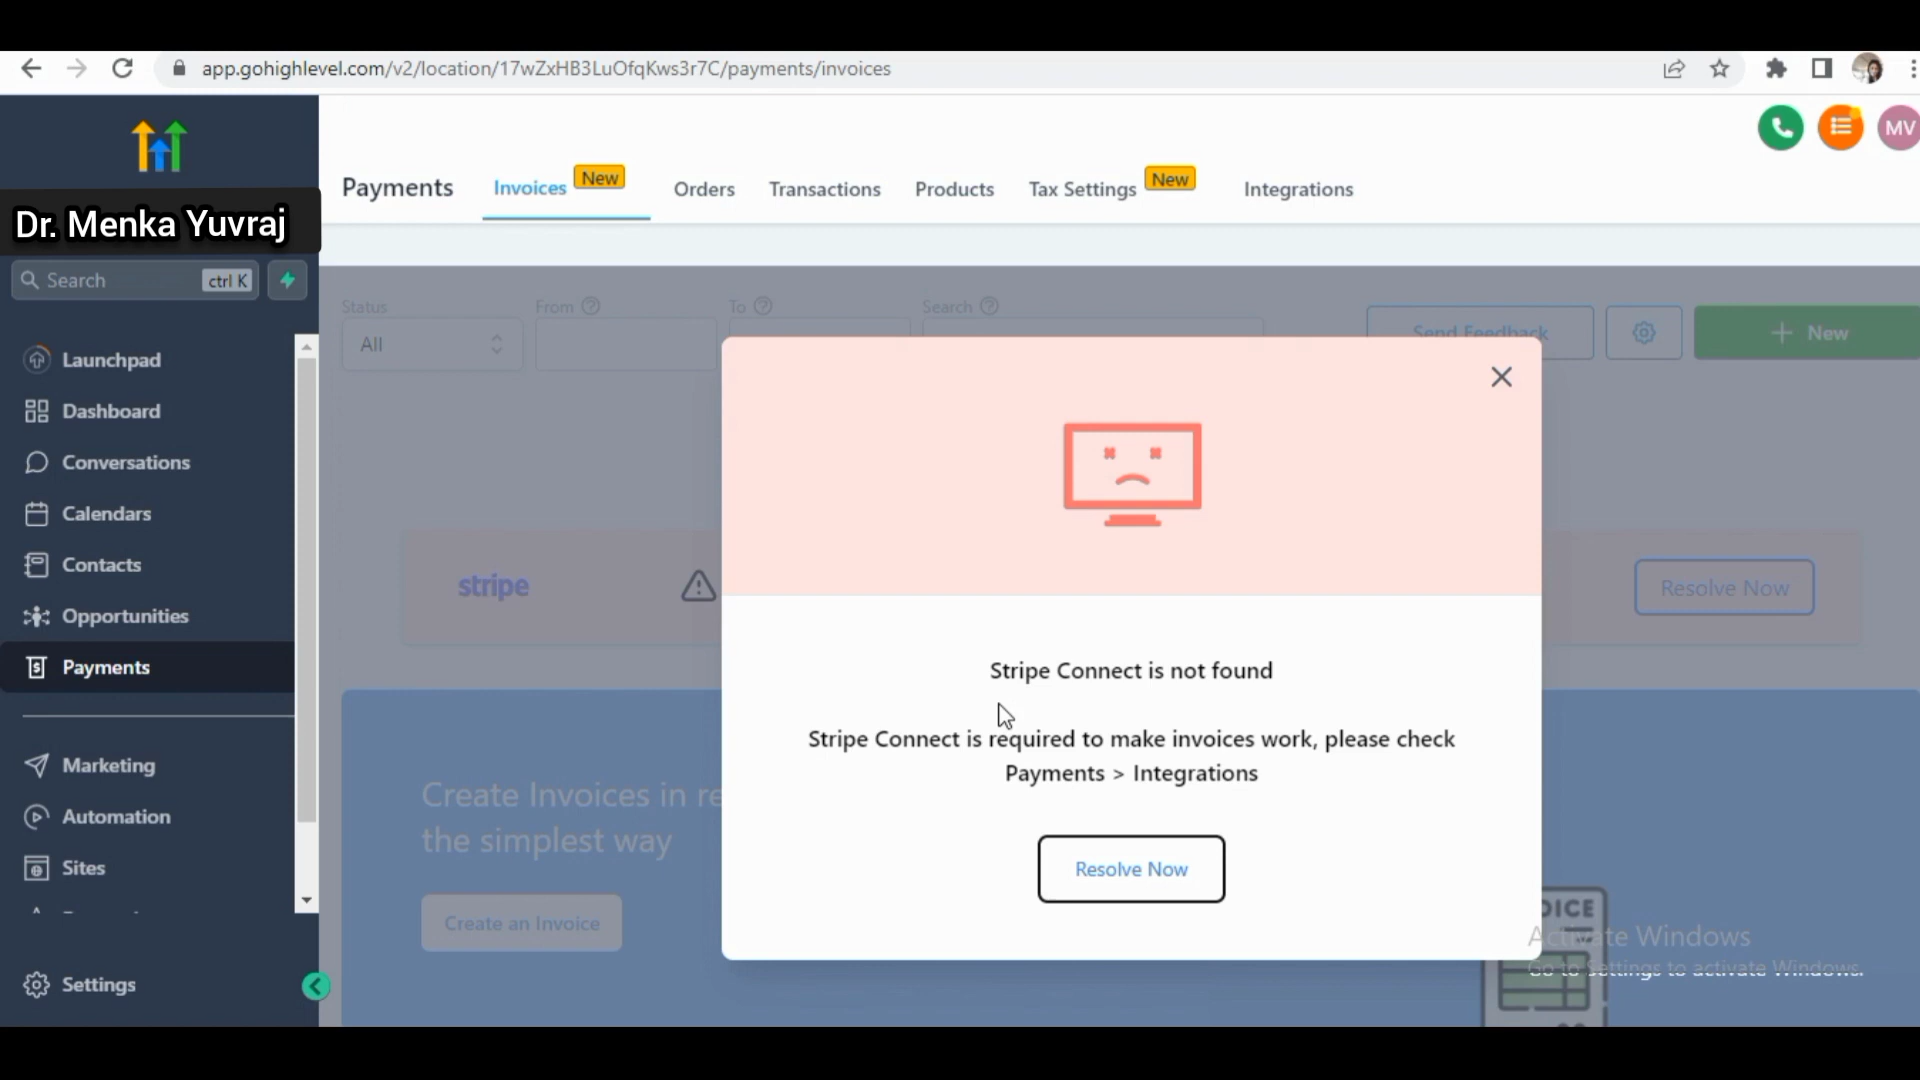 app.gohighlevel.com/v2/location/17wZxHB3LuOfqKws3r7C/payments/invoices
MV
Payments
Invoices New
Orders
Transactions
Products
Tax Settings New
Integrations
Dr. Menka Yuvraj
Search ctrl K
Launchpad
Dashboard
Conversations
Calendars
Contacts
Opportunities
Payments
Marketing
Automation
Sites
Settings
Status
From
To
Search
All
Send Feedback
+ New
stripe
Resolve Now
Stripe Connect is not found
Stripe Connect is required to make invoices work, please check
Payments > Integrations
Resolve Now
Create Invoices in re
the simplest way
Create an Invoice
OICE
Activate Windows
Go to Settings to activate Windows.